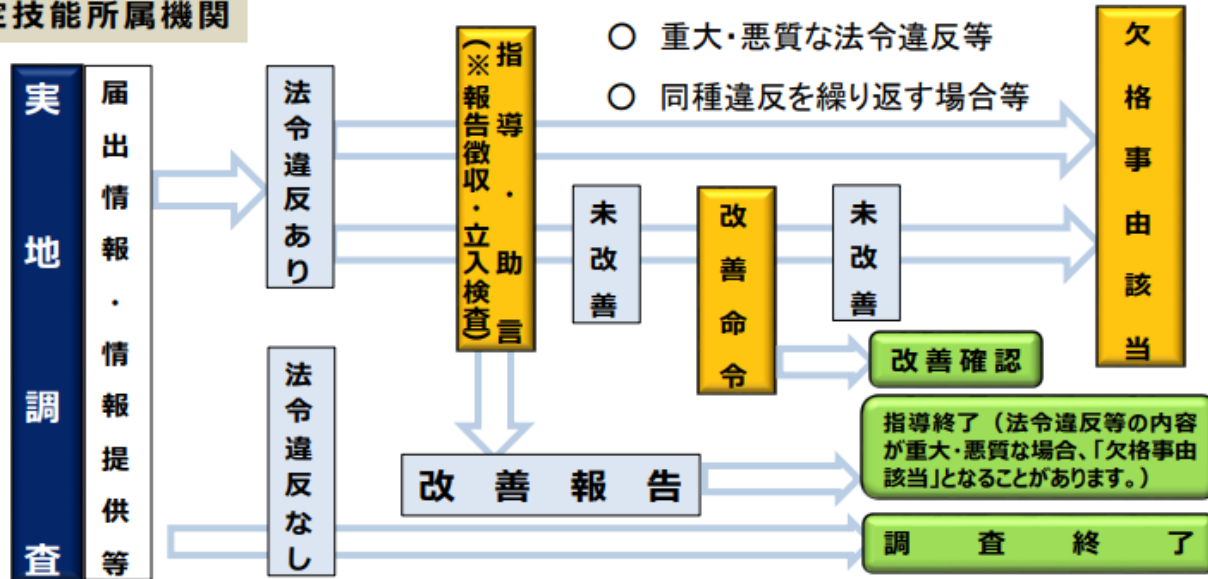 定技能所属機関
実地調査
届出情報・情報提供等
法令違反あり
指導・助言
(※報告徴収・立入検査)
○ 重大・悪質な法令違反等
○ 同種違反を繰り返す場合等
未改善
改善命令
未改善
欠格事由該当
改善確認
法令違反なし
改善報告
指導終了（法令違反等の内容
が重大・悪質な場合、「欠格事由
該当」となることがあります。）
調査終了